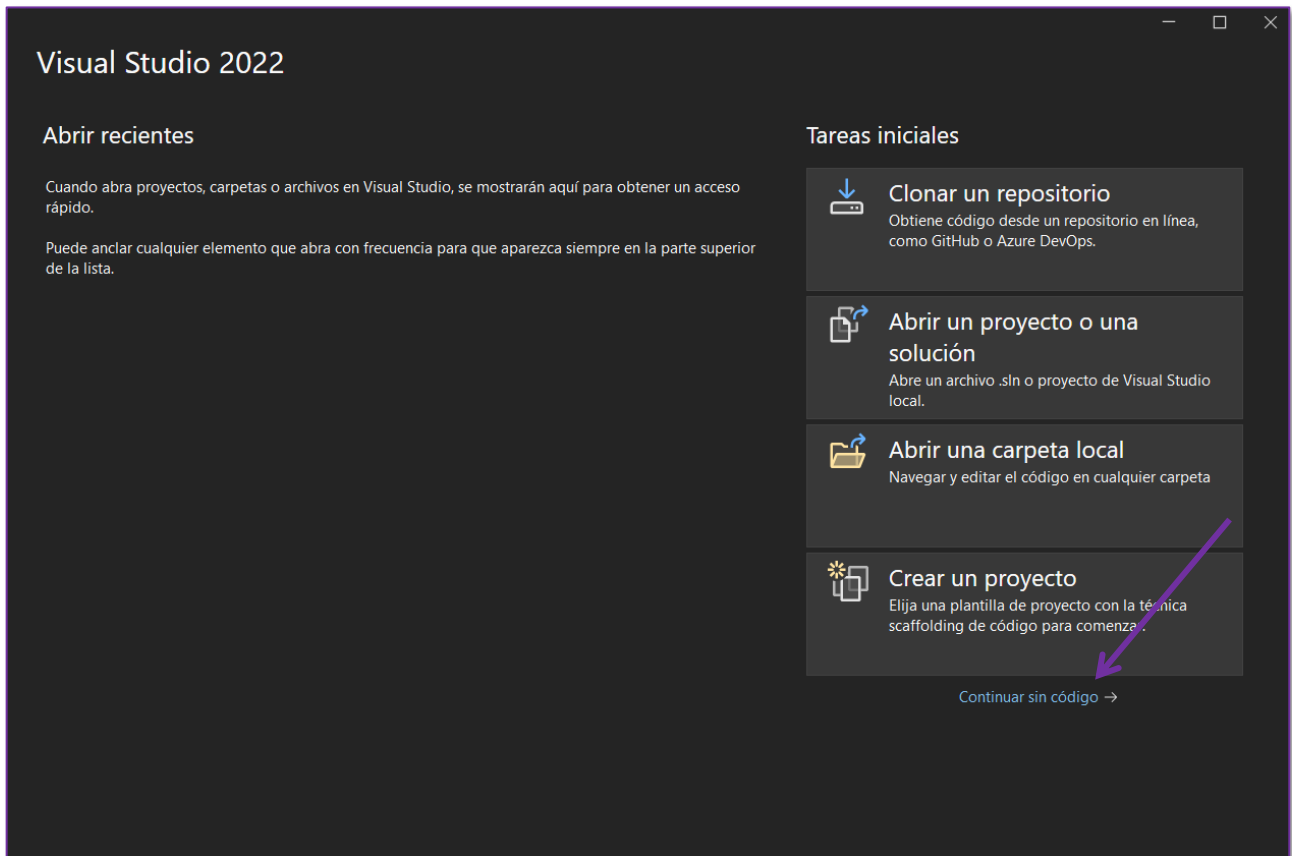 Visual Studio 2022
Abrir recientes
Cuando abra proyectos, carpetas o archivos en Visual Studio, se mostrarán aquí para obtener un acceso
rápido.
Puede anclar cualquier elemento que abra con frecuencia para que aparezca siempre en la parte superior
de la lista.
Tareas iniciales
Clonar un repositorio
Obtiene código desde un repositorio en línea,
como GitHub o Azure DevOps.
Abrir un proyecto o una
solución
Abre un archivo .sln o proyecto de Visual Studio
local.
Abrir una carpeta local
Navegar y editar el código en cualquier carpeta
Crear un proyecto
Elija una plantilla de proyecto con la técnica
scaffolding de código para comenzar.
Continuar sin código →